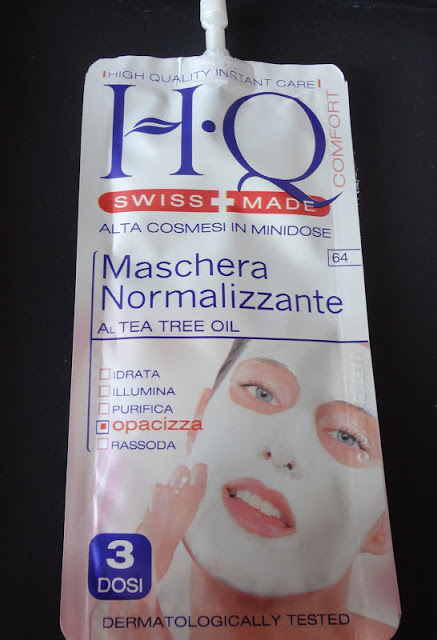 HIGH QUALITY INSTANT CARE
H·Q
COMFORT
SWISS + MADE
ALTA COSMESI IN MINIDOSE
64
Maschera
Normalizzante
AL TEA TREE OIL
IDRATA
ILLUMINA
PURIFICA
opacizza
RASSODA
3
DOSI
DERMATOLOGICALLY TESTED